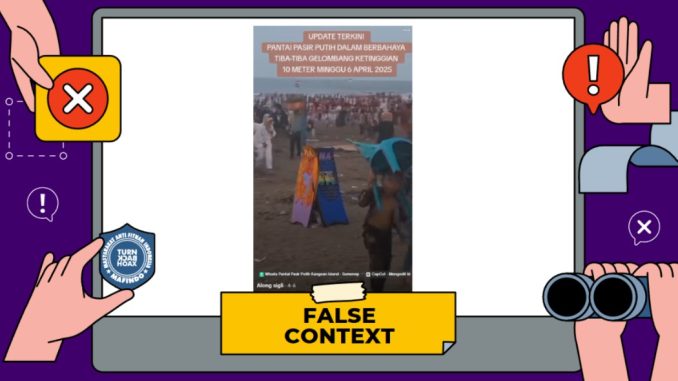 UPDATE TERKINI
PANTAI PASIR PUTIH DALAM BERBAHAYA
TIBA-TIBA GELOMBANG KETINGGIAN
10 METER MINGGU 6 APRIL 2025
Wisata Pantai Pasir Putih Kangean Island - Sumenep
CapCut - Mengedit vi
Along sigli · 4-6
MASYARAKAT ANTI FITNAH INDONESIA
TURN
BACK
HOAX
MAFINDO
FALSE
CONTEXT